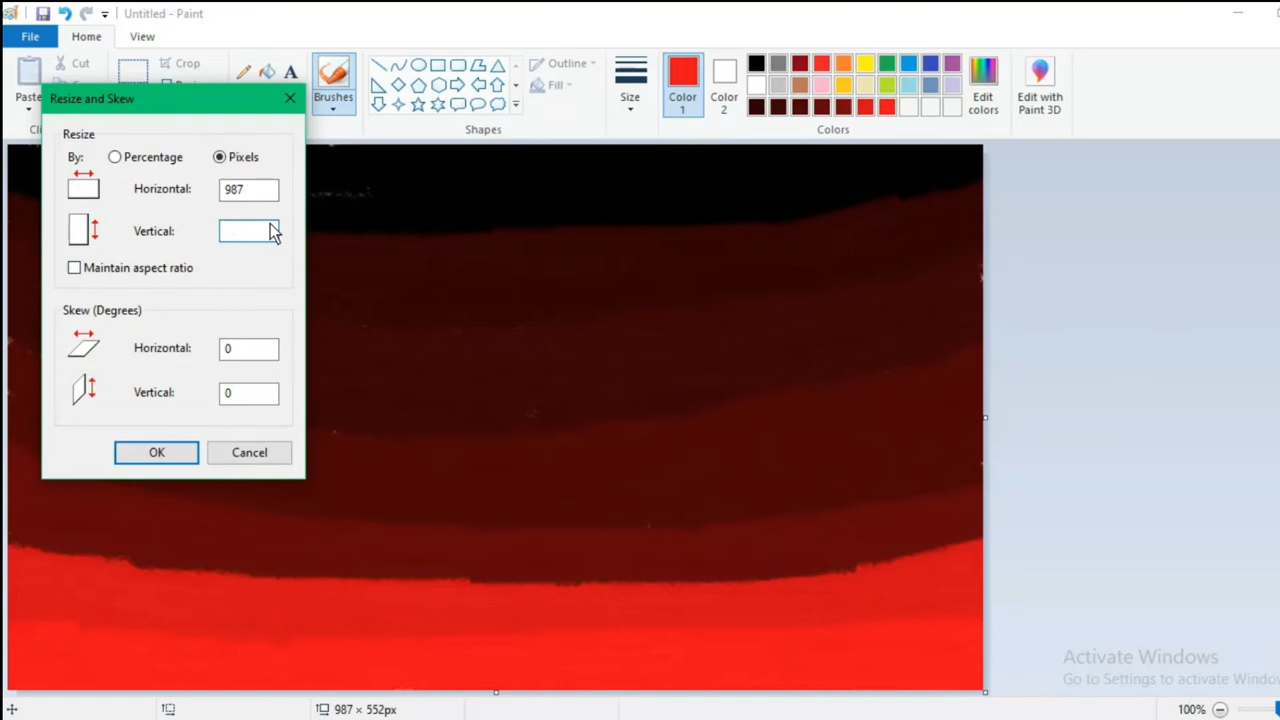 Untitled - Paint
File Home View
Paste
Cut
Crop
Brushes
Outline
Fill
Shapes
Size
Color 1
Color 2
Edit colors
Edit with Paint 3D
Colors
Resize and Skew
Resize
By: Percentage Pixels
Horizontal: 987
Vertical:
Maintain aspect ratio
Skew (Degrees)
Horizontal: 0
Vertical: 0
OK Cancel
Activate Windows
Go to Settings to activate Windo
987 × 552px
100%